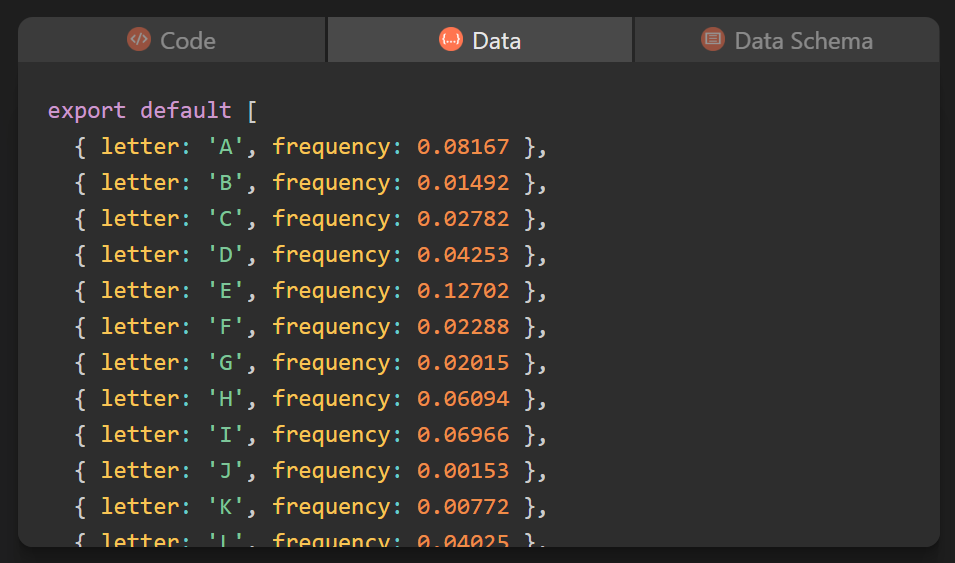 Code
Data
Data Schema
export default [
  { letter: 'A', frequency: 0.08167 },
  { letter: 'B', frequency: 0.01492 },
  { letter: 'C', frequency: 0.02782 },
  { letter: 'D', frequency: 0.04253 },
  { letter: 'E', frequency: 0.12702 },
  { letter: 'F', frequency: 0.02288 },
  { letter: 'G', frequency: 0.02015 },
  { letter: 'H', frequency: 0.06094 },
  { letter: 'I', frequency: 0.06966 },
  { letter: 'J', frequency: 0.00153 },
  { letter: 'K', frequency: 0.00772 },
  { letter: 'L', frequency: 0.04025 },